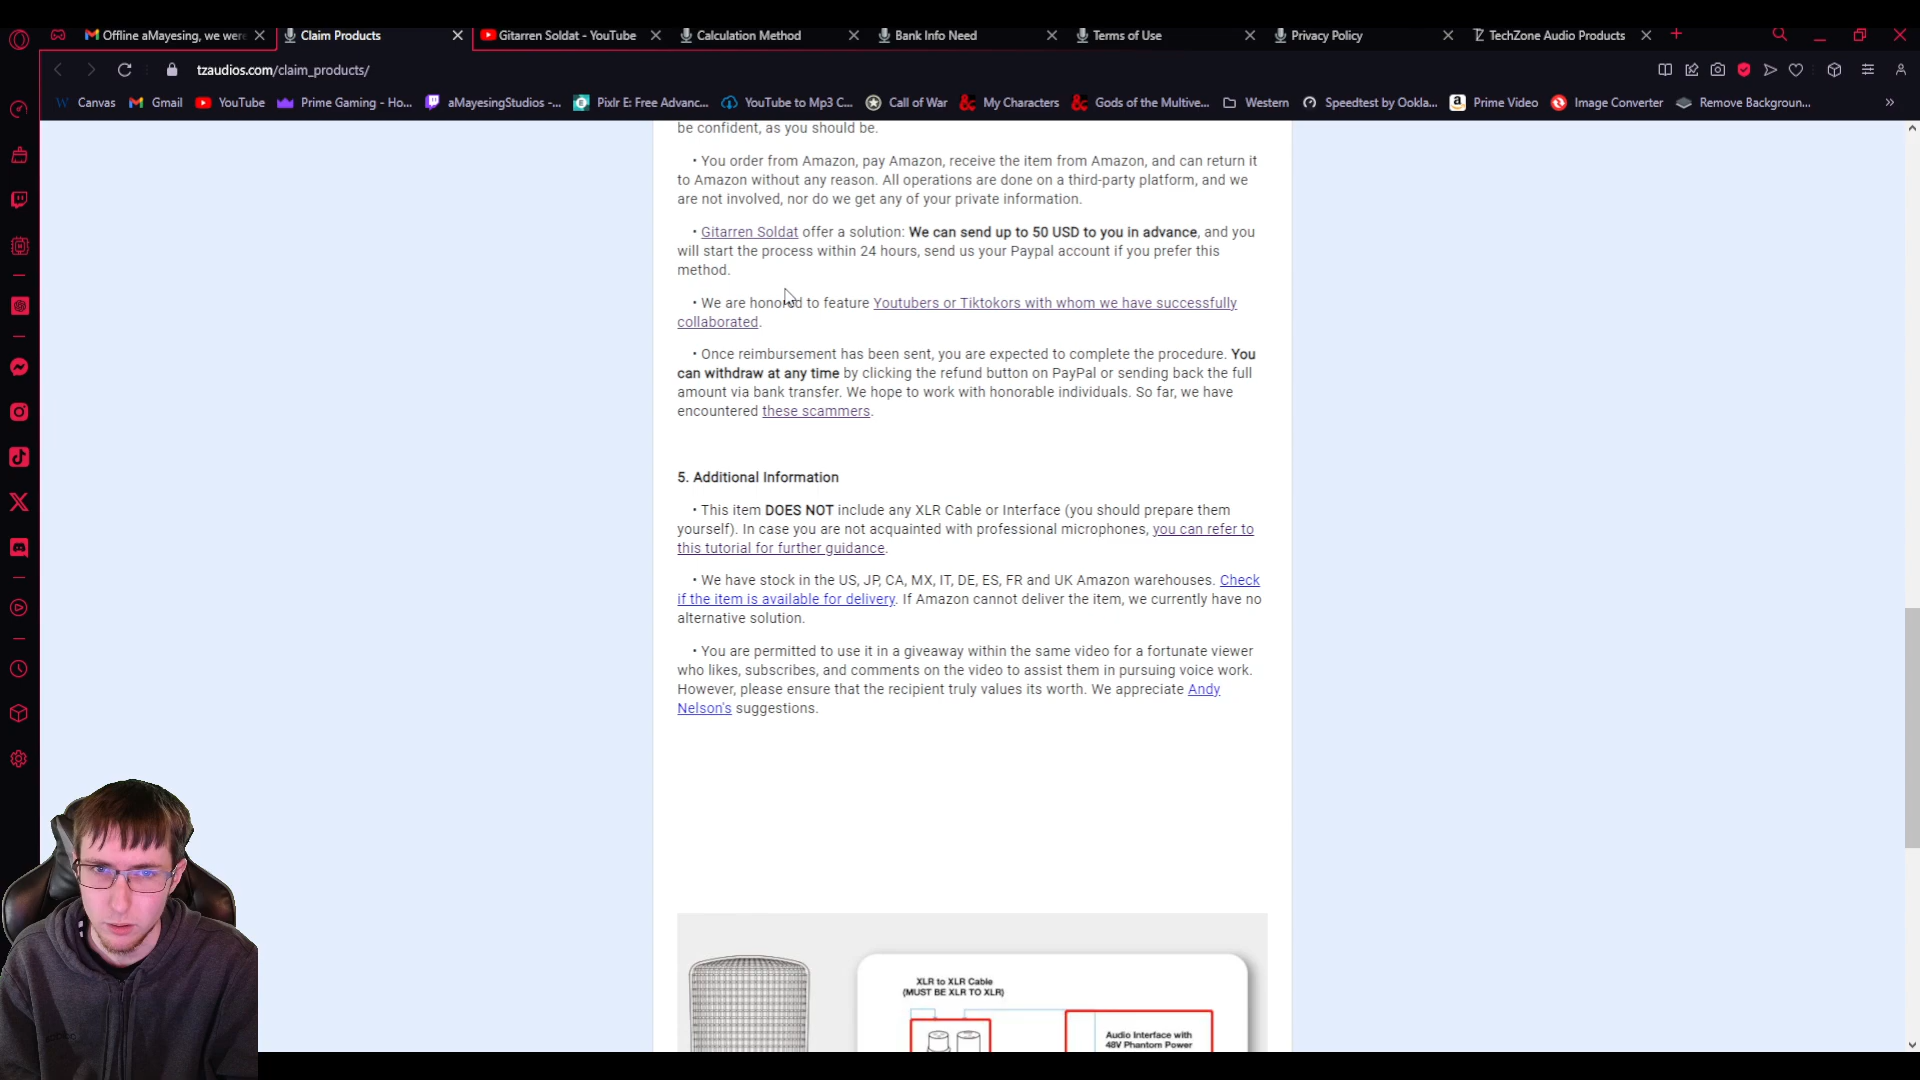 Offline aMayesing, we were
Claim Products
Gitarren Soldat - YouTube
Calculation Method
Bank Info Need
Terms of Use
Privacy Policy
TechZone Audio Products
tzaudios.com/claim_products/
Canvas
Gmail
YouTube
Prime Gaming - Ho...
aMayesingStudios -...
Pixlr E: Free Advanc...
YouTube to Mp3 C...
Call of War
My Characters
Gods of the Multive...
Western
Speedtest by Ookla...
Prime Video
Image Converter
Remove Backgroun...
be confident, as you should be.
• You order from Amazon, pay Amazon, receive the item from Amazon, and can return it
to Amazon without any reason. All operations are done on a third-party platform, and we
are not involved, nor do we get any of your private information.
• Gitarren Soldat offer a solution: We can send up to 50 USD to you in advance, and you
will start the process within 24 hours, send us your Paypal account if you prefer this
method.
• We are honored to feature Youtubers or Tiktokors with whom we have successfully
collaborated.
• Once reimbursement has been sent, you are expected to complete the procedure. You
can withdraw at any time by clicking the refund button on PayPal or sending back the full
amount via bank transfer. We hope to work with honorable individuals. So far, we have
encountered these scammers.
5. Additional Information
• This item DOES NOT include any XLR Cable or Interface (you should prepare them
yourself). In case you are not acquainted with professional microphones, you can refer to
this tutorial for further guidance.
• We have stock in the US, JP, CA, MX, IT, DE, ES, FR and UK Amazon warehouses. Check
if the item is available for delivery. If Amazon cannot deliver the item, we currently have no
alternative solution.
• You are permitted to use it in a giveaway within the same video for a fortunate viewer
who likes, subscribes, and comments on the video to assist them in pursuing voice work.
However, please ensure that the recipient truly values its worth. We appreciate Andy
Nelson's suggestions.
XLR to XLR Cable
(MUST BE XLR TO XLR)
Audio Interface with
48V Phantom Power